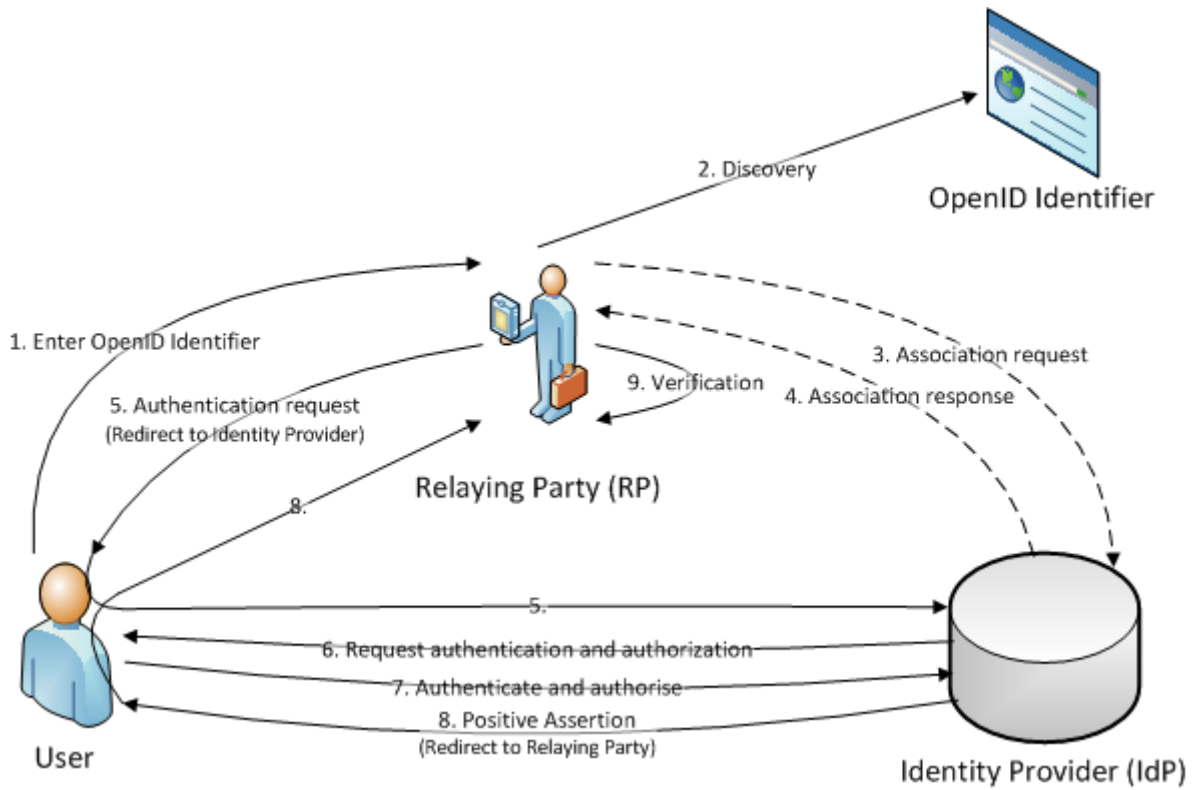 2. Discovery
OpenID Identifier
1. Enter OpenID Identifier
3. Association request
9. Verification
4. Association response
5. Authentication request
(Redirect to Identity Provider)
Relaying Party (RP)
8.
5.
6. Request authentication and authorization
7. Authenticate and authorise
8. Positive Assertion
(Redirect to Relaying Party)
User
Identity Provider (IdP)